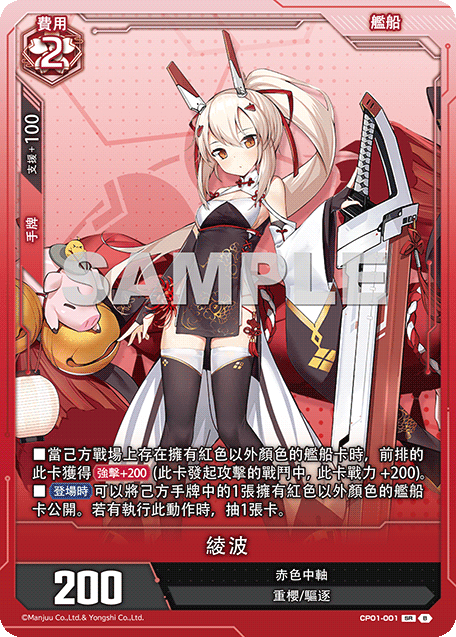 費用
2
艦船
支援+100
手牌
SAMPLE
■當己方戰場上存在擁有紅色以外顏色的艦船卡時，前排的
此卡獲得 強擊+200 (此卡發起攻擊的戰鬥中，此卡戰力 +200)。
■ 登場時 可以將己方手牌中的1張擁有紅色以外顏色的艦船
卡公開。若有執行此動作時，抽1張卡。
綾波
200
赤色中軸
重櫻/驅逐
©Manjuu Co.,Ltd.& Yongshi Co.,Ltd.
CP01-001 SR B